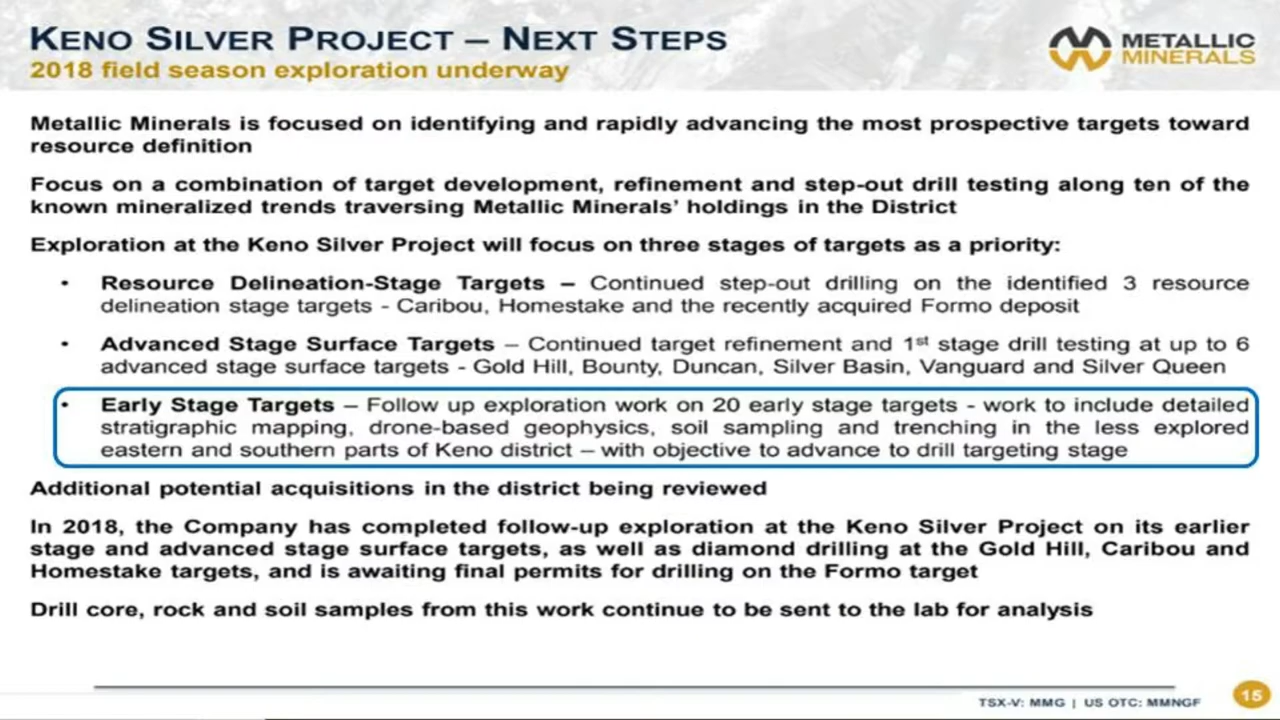 KENO SILVER PROJECT – NEXT STEPS
2018 field season exploration underway
METALLIC
MINERALS
Metallic Minerals is focused on identifying and rapidly advancing the most prospective targets toward
resource definition
Focus on a combination of target development, refinement and step-out drill testing along ten of the
known mineralized trends traversing Metallic Minerals’ holdings in the District
Exploration at the Keno Silver Project will focus on three stages of targets as a priority:
• Resource Delineation-Stage Targets – Continued step-out drilling on the identified 3 resource
delineation stage targets - Caribou, Homestake and the recently acquired Formo deposit
• Advanced Stage Surface Targets – Continued target refinement and 1st stage drill testing at up to 6
advanced stage surface targets - Gold Hill, Bounty, Duncan, Silver Basin, Vanguard and Silver Queen
• Early Stage Targets – Follow up exploration work on 20 early stage targets - work to include detailed
stratigraphic mapping, drone-based geophysics, soil sampling and trenching in the less explored
eastern and southern parts of Keno district – with objective to advance to drill targeting stage
Additional potential acquisitions in the district being reviewed
In 2018, the Company has completed follow-up exploration at the Keno Silver Project on its earlier
stage and advanced stage surface targets, as well as diamond drilling at the Gold Hill, Caribou and
Homestake targets, and is awaiting final permits for drilling on the Formo target
Drill core, rock and soil samples from this work continue to be sent to the lab for analysis
TSX-V: MMG | US OTC: MMNGF
15